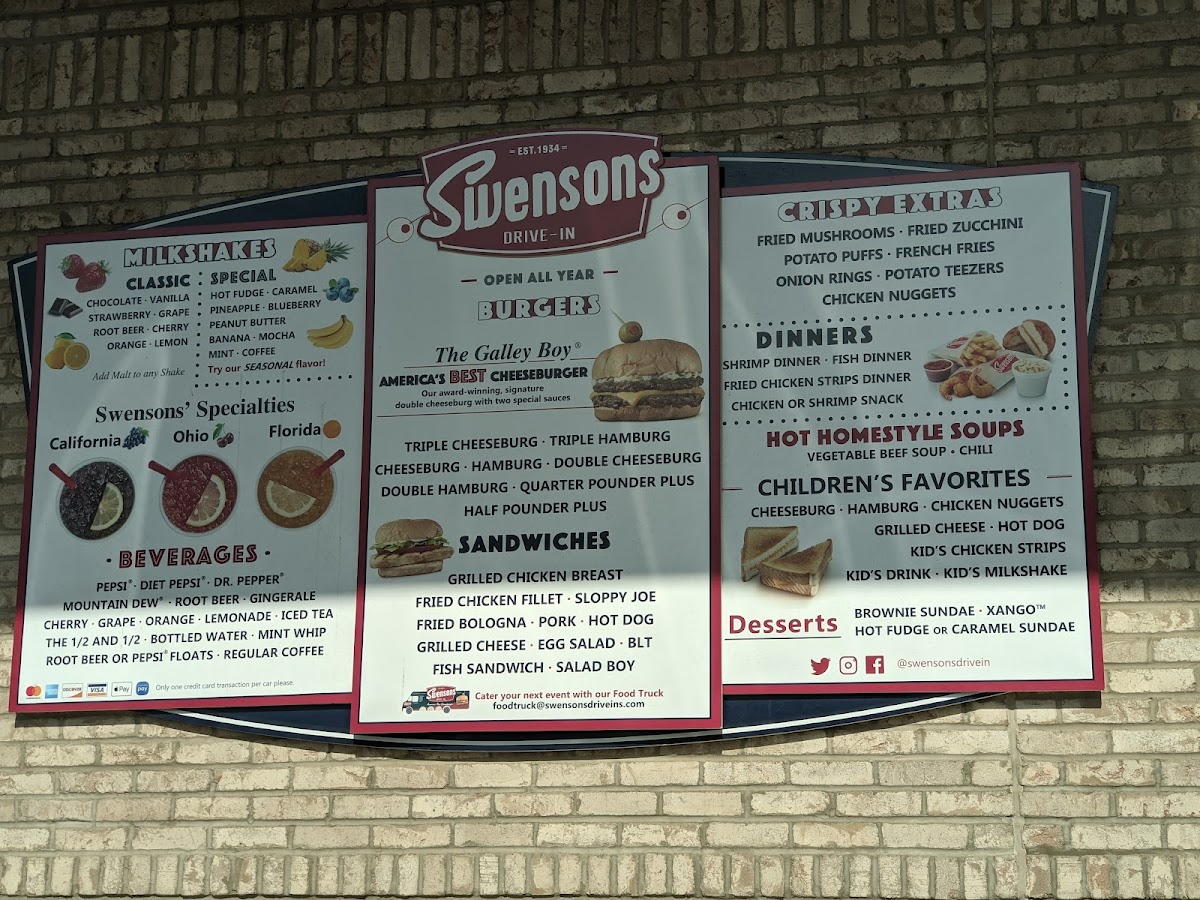 MILKSHAKES
CLASSIC
CHOCOLATE · VANILLA
STRAWBERRY · GRAPE
ROOT BEER · CHERRY
ORANGE · LEMON
Add Malt to any Shake
SPECIAL
HOT FUDGE · CARAMEL
PINEAPPLE · BLUEBERRY
PEANUT BUTTER
BANANA · MOCHA
MINT · COFFEE
Try our SEASONAL flavor!
Swensons' Specialties
California
Ohio
Florida
· BEVERAGES ·
PEPSI® · DIET PEPSI® · DR. PEPPER®
MOUNTAIN DEW® · ROOT BEER · GINGERALE
CHERRY · GRAPE · ORANGE · LEMONADE · ICED TEA
THE 1/2 AND 1/2 · BOTTLED WATER · MINT WHIP
ROOT BEER OR PEPSI® FLOATS · REGULAR COFFEE
DISCOVER VISA Pay pay Only one credit card transaction per car please.
- EST. 1934 -
Swensons
DRIVE-IN
— OPEN ALL YEAR —
BURGERS
The Galley Boy®
AMERICA'S BEST CHEESEBURGER
Our award-winning, signature
double cheeseburg with two special sauces
TRIPLE CHEESEBURG · TRIPLE HAMBURG
CHEESEBURG · HAMBURG · DOUBLE CHEESEBURG
DOUBLE HAMBURG · QUARTER POUNDER PLUS
HALF POUNDER PLUS
SANDWICHES
GRILLED CHICKEN BREAST
FRIED CHICKEN FILLET · SLOPPY JOE
FRIED BOLOGNA · PORK · HOT DOG
GRILLED CHEESE · EGG SALAD · BLT
FISH SANDWICH · SALAD BOY
Swensons
Cater your next event with our Food Truck
foodtruck@swensonsdriveins.com
CRISPY EXTRAS
FRIED MUSHROOMS · FRIED ZUCCHINI
POTATO PUFFS · FRENCH FRIES
ONION RINGS · POTATO TEEZERS
CHICKEN NUGGETS
DINNERS
SHRIMP DINNER · FISH DINNER
FRIED CHICKEN STRIPS DINNER
CHICKEN OR SHRIMP SNACK
HOT HOMESTYLE SOUPS
VEGETABLE BEEF SOUP · CHILI
CHILDREN'S FAVORITES
CHEESEBURG · HAMBURG · CHICKEN NUGGETS
GRILLED CHEESE · HOT DOG
KID'S CHICKEN STRIPS
KID'S DRINK · KID'S MILKSHAKE
Desserts
BROWNIE SUNDAE · XANGO™
HOT FUDGE OR CARAMEL SUNDAE
@swensonsdrivein